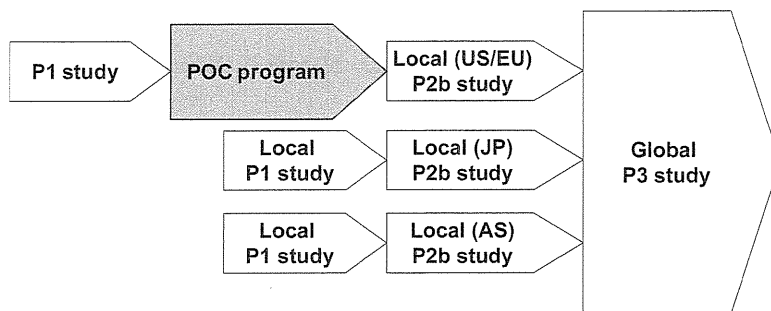 P1 study
POC program
Local (US/EU)
P2b study
Local
P1 study
Local (JP)
P2b study
Local
P1 study
Local (AS)
P2b study
Global
P3 study